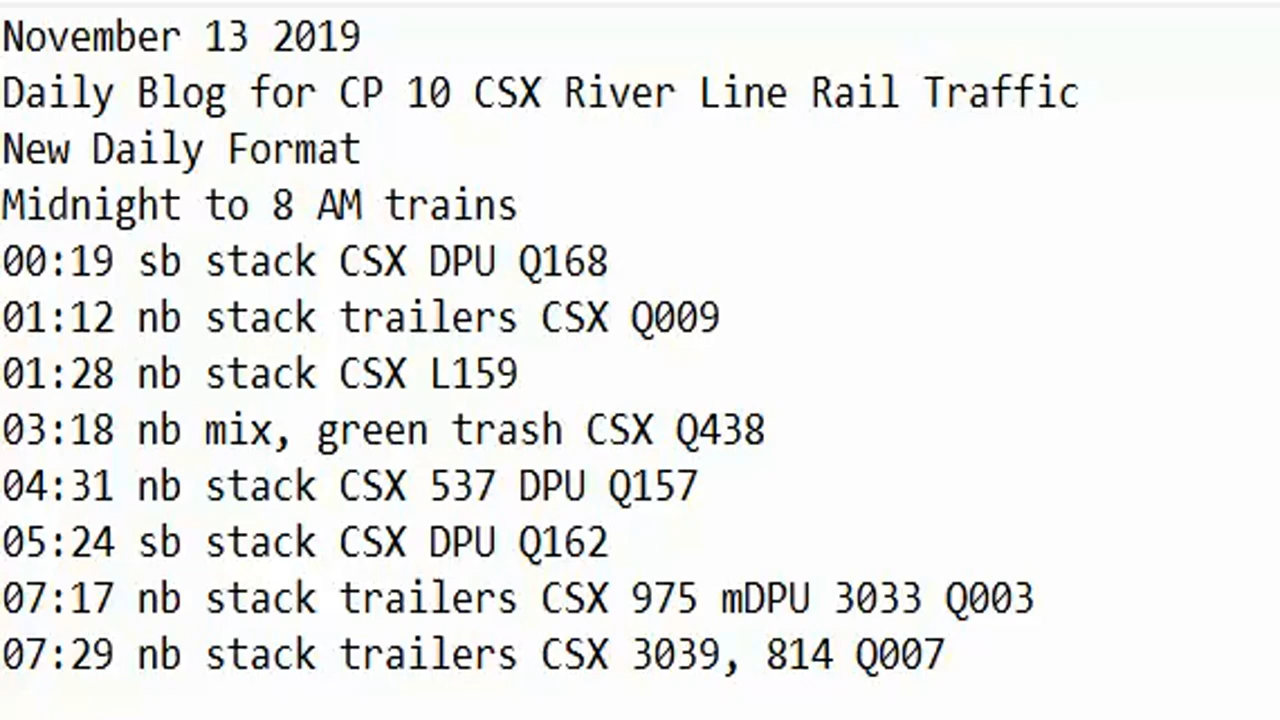 November 13 2019
Daily Blog for CP 10 CSX River Line Rail Traffic
New Daily Format
Midnight to 8 AM trains
00:19 sb stack CSX DPU Q168
01:12 nb stack trailers CSX Q009
01:28 nb stack CSX L159
03:18 nb mix, green trash CSX Q438
04:31 nb stack CSX 537 DPU Q157
05:24 sb stack CSX DPU Q162
07:17 nb stack trailers CSX 975 mDPU 3033 Q003
07:29 nb stack trailers CSX 3039, 814 Q007